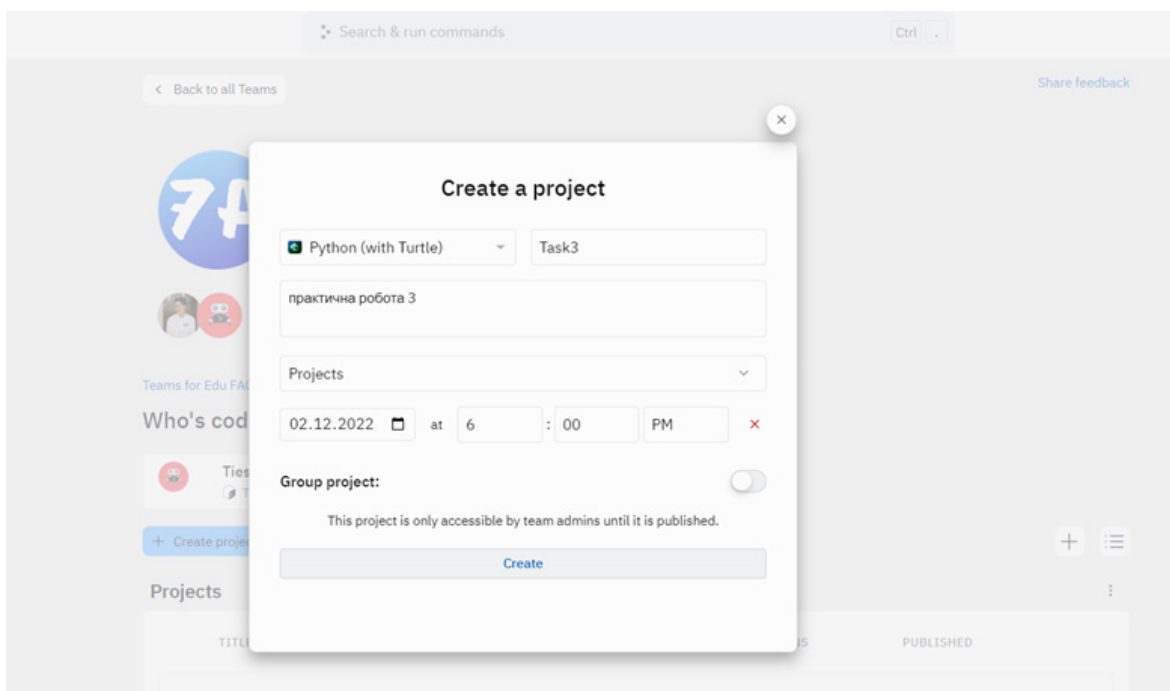 Search & run commands Ctrl .
Back to all Teams Share feedback
7A
Create a project
Python (with Turtle) Task3
практична робота 3
Projects
Teams for Edu
Who's cod
02.12.2022 at 6 : 00 PM
Ties
Group project:
This project is only accessible by team admins until it is published.
+ Create proje
Create
Projects
TITL PUBLISHED